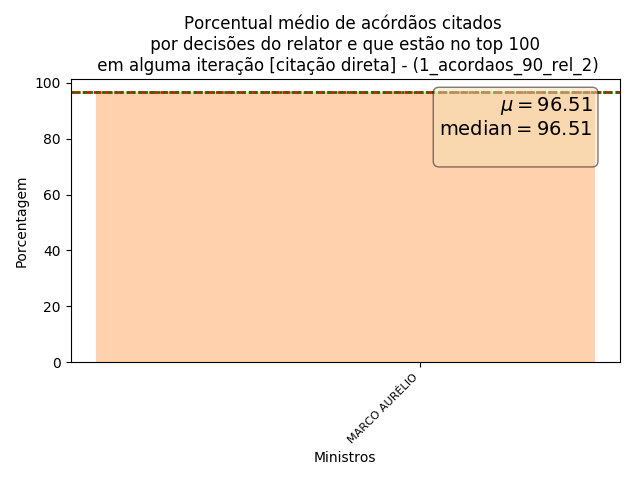 Porcentual médio de acórdãos citados
por decisões do relator e que estão no top 100
em alguma iteração [citação direta] - (1_acordaos_90_rel_2)
100
80
60
40
20
0
Porcentagem
μ = 96.51
median = 96.51
MARCO AURÉLIO
Ministros